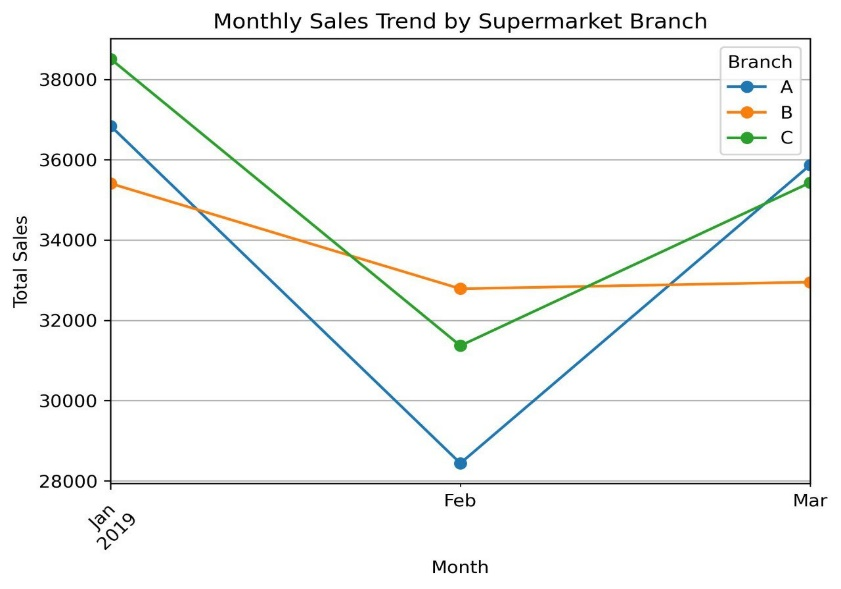 Monthly Sales Trend by Supermarket Branch
Branch
A
B
C
38000
36000
34000
32000
30000
28000
Total Sales
Jan
2019
Feb
Mar
Month